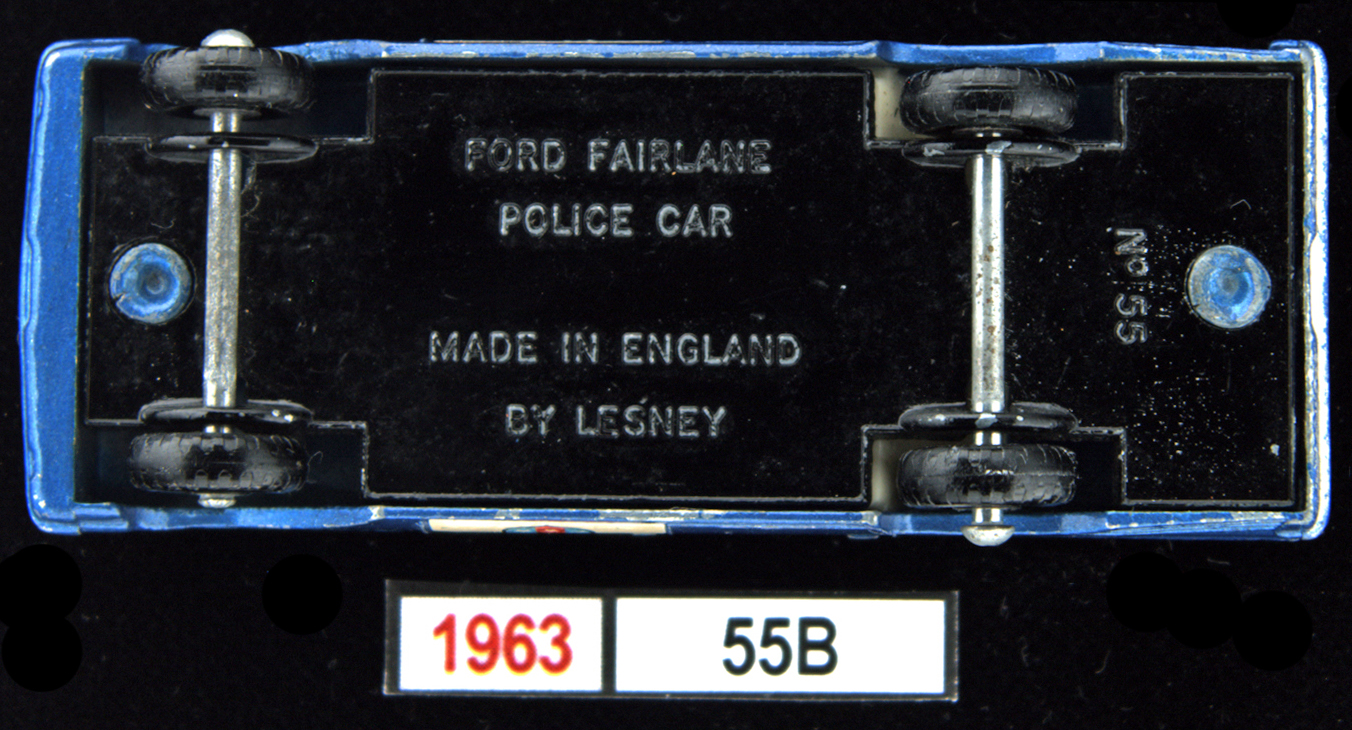 FORD FAIRLANE
POLICE CAR
MADE IN ENGLAND
BY LESNEY
Nº 55
1963
55B